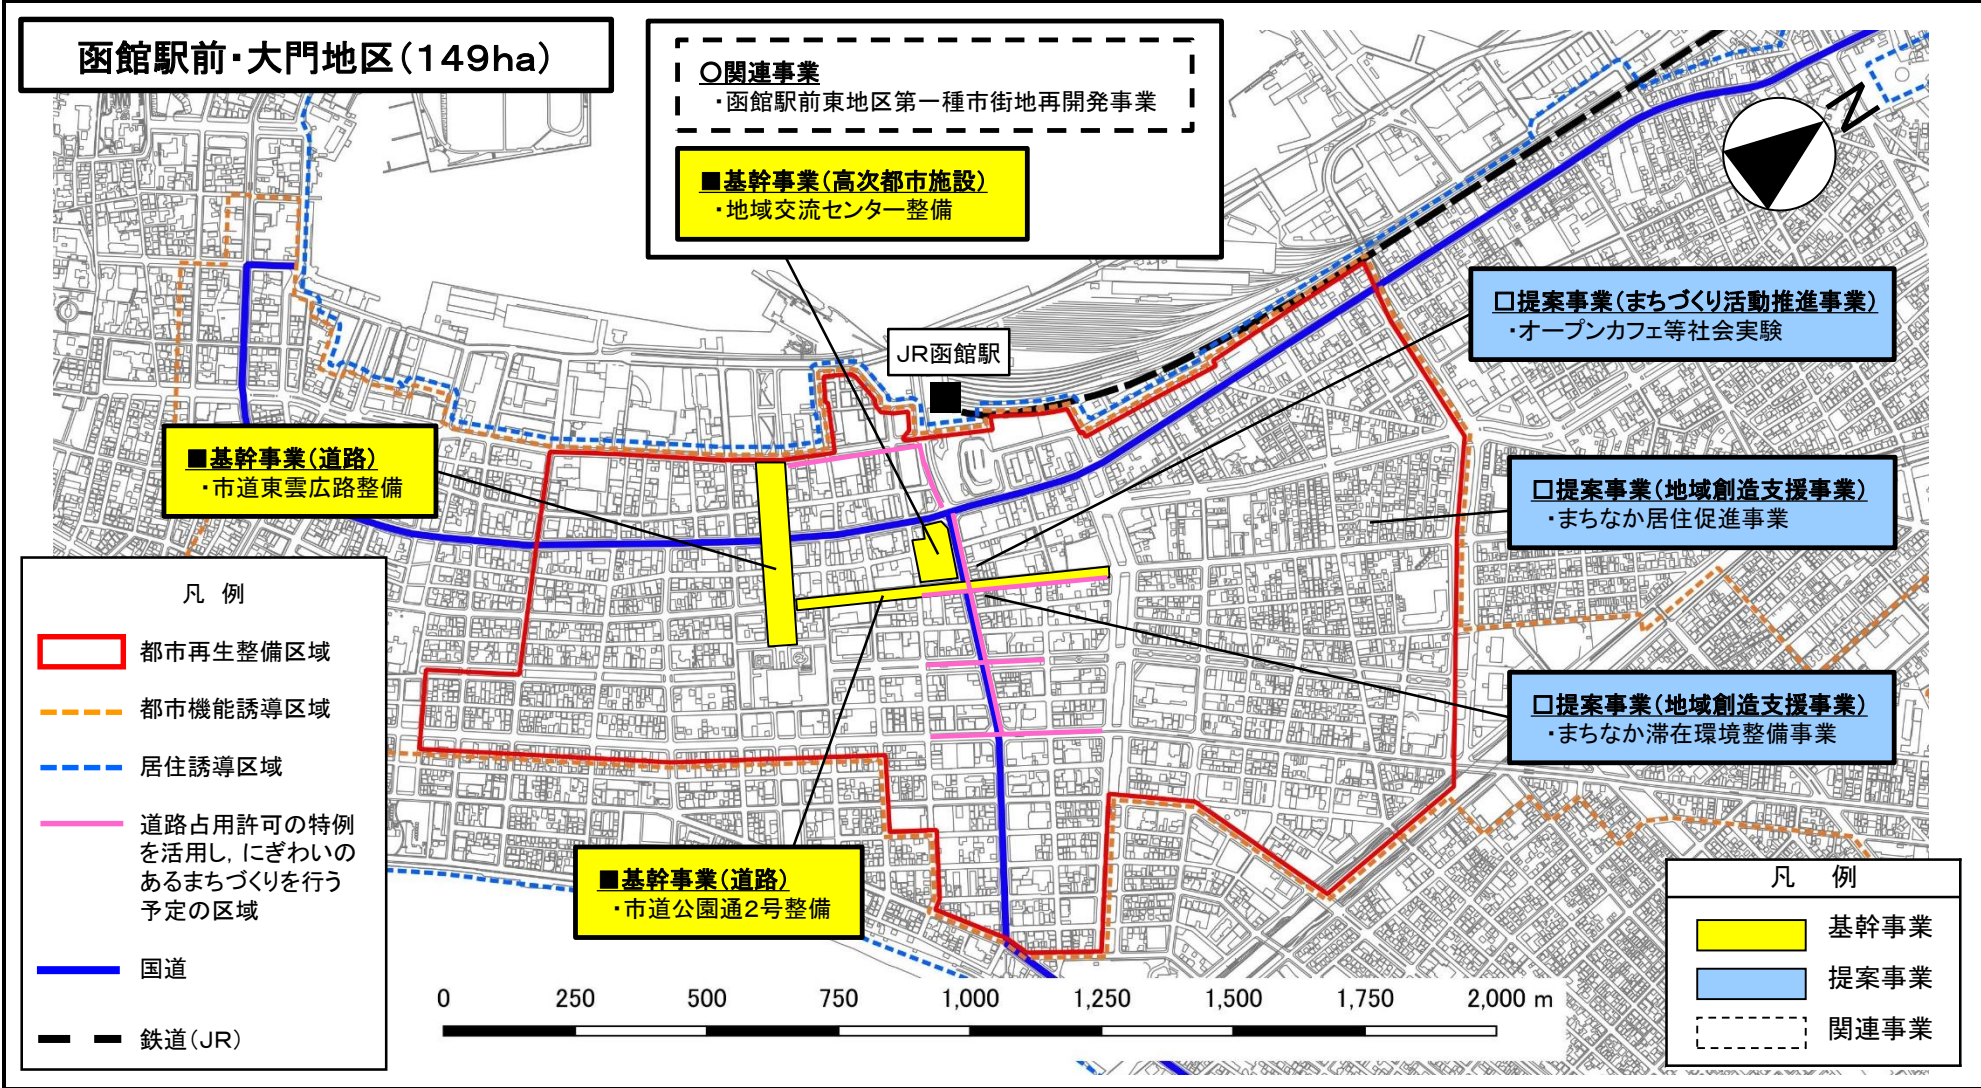 函館駅前・大門地区(149ha)
○関連事業
・函館駅前東地区第一種市街地再開発事業
■基幹事業(高次都市施設)
・地域交流センター整備
N
□提案事業(まちづくり活動推進事業)
・オープンカフェ等社会実験
JR函館駅
■基幹事業(道路)
・市道東雲広路整備
□提案事業(地域創造支援事業)
・まちなか居住促進事業
□提案事業(地域創造支援事業)
・まちなか滞在環境整備事業
■基幹事業(道路)
・市道公園通2号整備
凡 例
都市再生整備区域
都市機能誘導区域
居住誘導区域
道路占用許可の特例
を活用し,にぎわいの
あるまちづくりを行う
予定の区域
国道
鉄道(JR)
0 250 500 750 1,000 1,250 1,500 1,750 2,000 m
凡 例
基幹事業
提案事業
関連事業